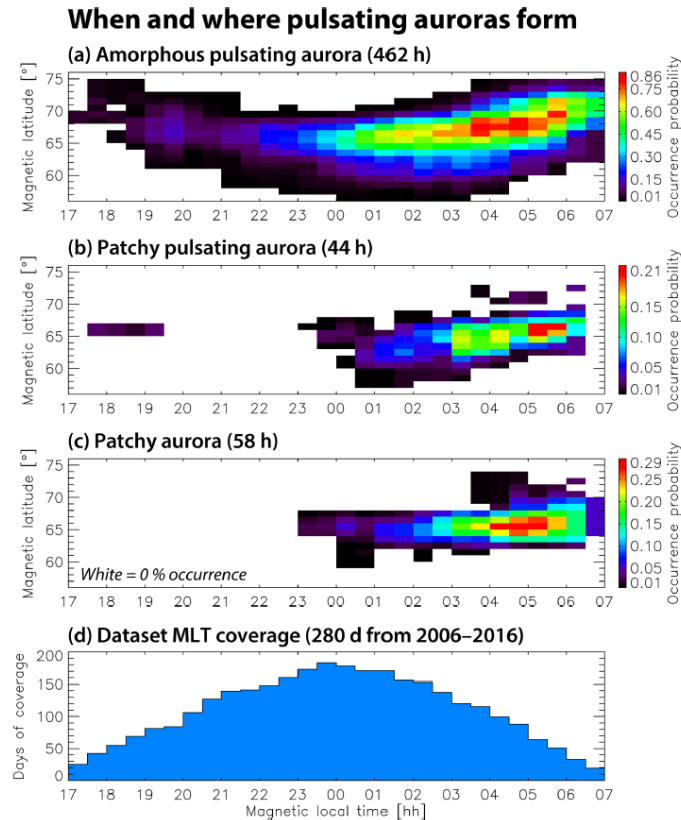 When and where pulsating auroras form
(a) Amorphous pulsating aurora (462 h)
Magnetic latitude [°]
75
70
65
60
17 18 19 20 21 22 23 00 01 02 03 04 05 06 07
0.86
0.75
0.60
0.45
0.30
0.15
0.01
Occurrence probability
(b) Patchy pulsating aurora (44 h)
Magnetic latitude [°]
75
70
65
60
17 18 19 20 21 22 23 00 01 02 03 04 05 06 07
0.21
0.15
0.10
0.05
0.01
Occurrence probability
(c) Patchy aurora (58 h)
Magnetic latitude [°]
75
70
65
60
White = 0 % occurrence
17 18 19 20 21 22 23 00 01 02 03 04 05 06 07
0.29
0.25
0.20
0.15
0.10
0.05
0.01
Occurrence probability
(d) Dataset MLT coverage (280 d from 2006–2016)
Days of coverage
200
150
100
50
0
17 18 19 20 21 22 23 00 01 02 03 04 05 06 07
Magnetic local time [hh]